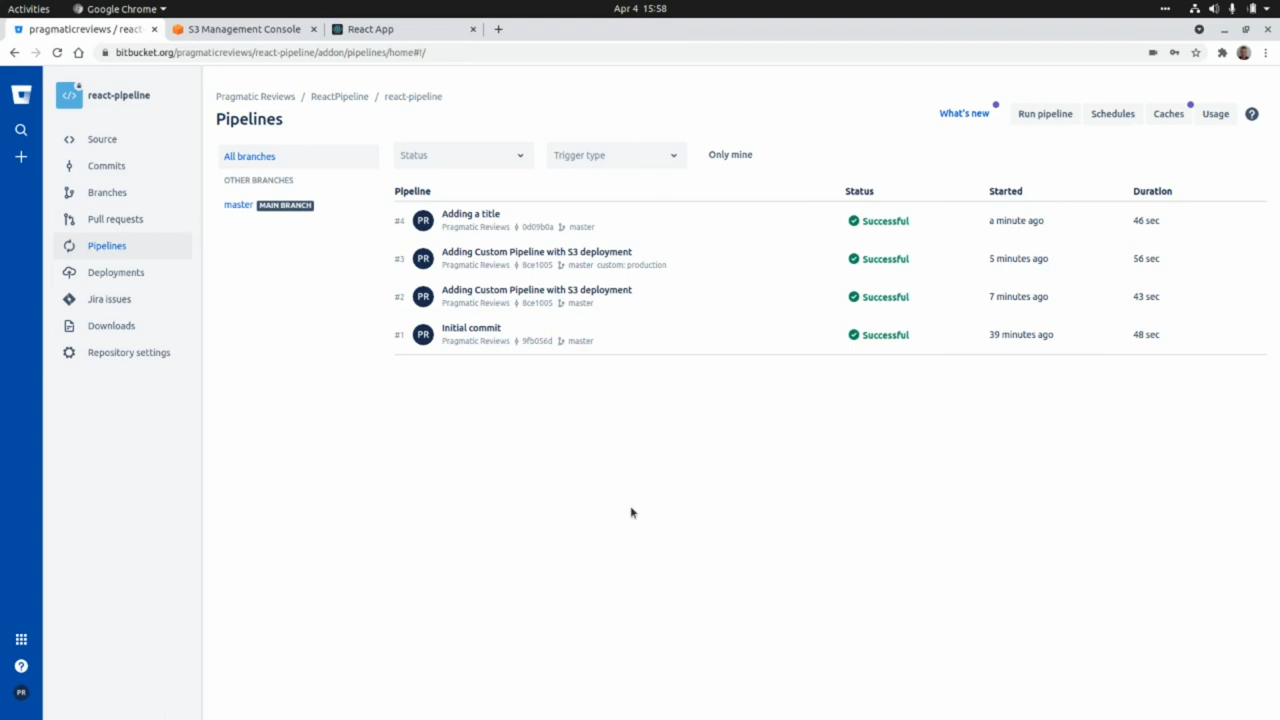 Activities
Google Chrome
Apr 4 15:58
pragmaticreviews / react
S3 Management Console
React App
bitbucket.org/pragmaticreviews/react-pipeline/addon/pipelines/home#!/
react-pipeline
Source
Commits
Branches
Pull requests
Pipelines
Deployments
Jira issues
Downloads
Repository settings
PR
Pragmatic Reviews / ReactPipeline / react-pipeline
Pipelines
What's new
Run pipeline
Schedules
Caches
Usage
All branches
OTHER BRANCHES
master MAIN BRANCH
Status
Trigger type
Only mine
Pipeline Status Started Duration
#4 PR Adding a title Successful a minute ago 46 sec
Pragmatic Reviews 0d09b0a master
#3 PR Adding Custom Pipeline with S3 deployment Successful 5 minutes ago 56 sec
Pragmatic Reviews 8ce1005 master custom: production
#2 PR Adding Custom Pipeline with S3 deployment Successful 7 minutes ago 43 sec
Pragmatic Reviews 8ce1005 master
#1 PR Initial commit Successful 39 minutes ago 48 sec
Pragmatic Reviews 9fb056d master